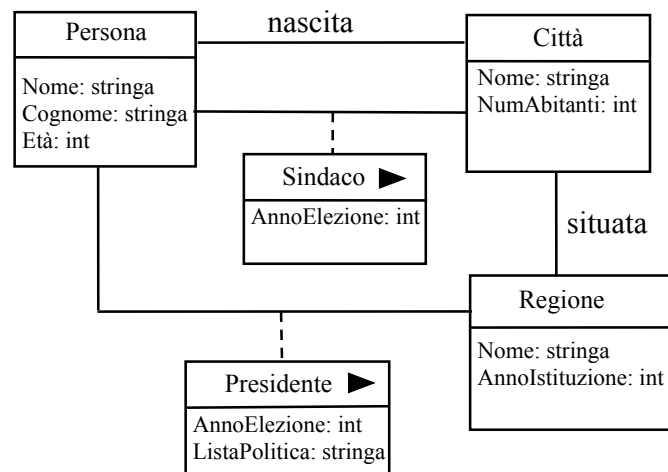 Persona
Nome: stringa
Cognome: stringa
Età: int
nascita
Città
Nome: stringa
NumAbitanti: int
Sindaco
AnnoElezione: int
situata
Regione
Nome: stringa
AnnoIstituzione: int
Presidente
AnnoElezione: int
ListaPolitica: stringa